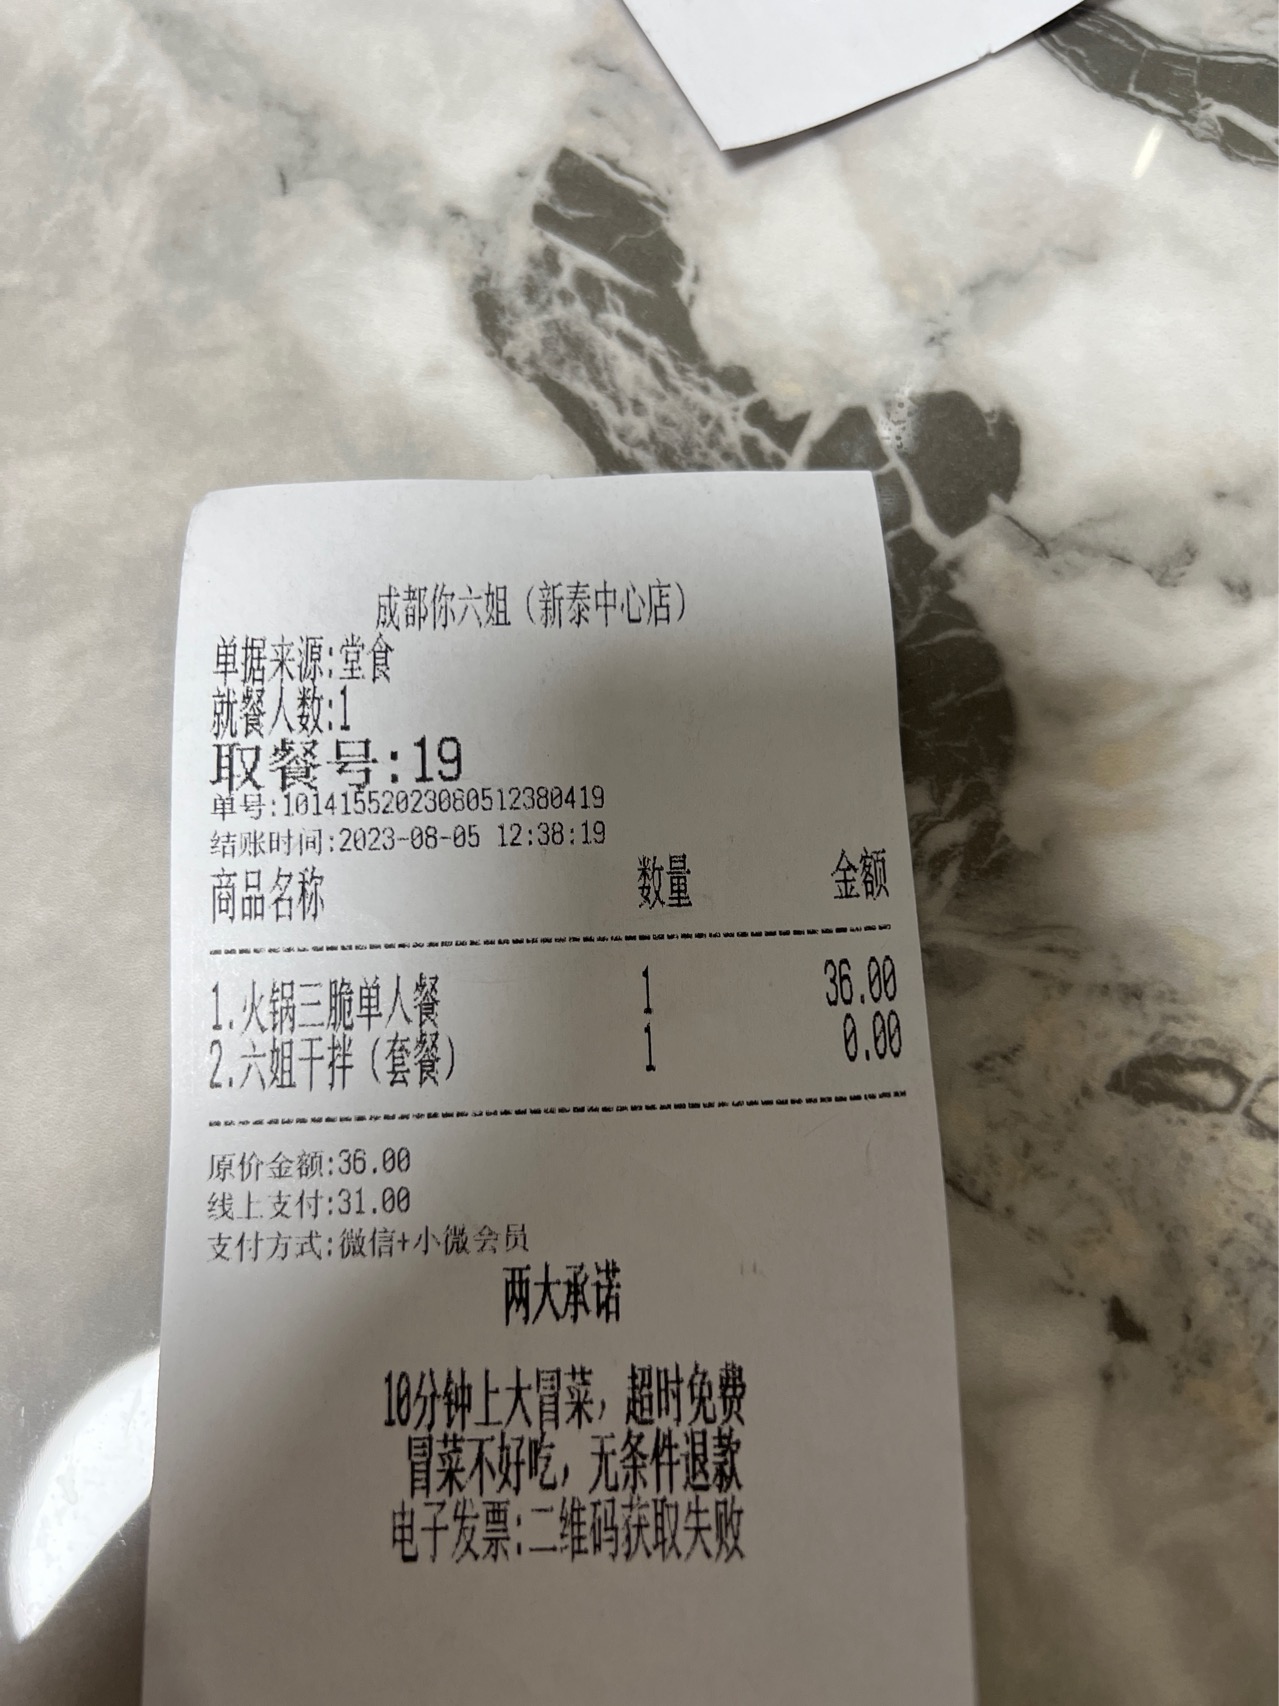 成都你六姐（新泰中心店）
单据来源:堂食
就餐人数:1
取餐号:19
单号:10141552023080512380419
结账时间:2023-08-05 12:38:19
商品名称 数量 金额
1.火锅三脆单人餐 1 36.00
2.六姐干拌（套餐） 1 0.00
原价金额:36.00
线上支付:31.00
支付方式:微信+小微会员
两大承诺
10分钟上大冒菜，超时免费
冒菜不好吃，无条件退款
电子发票:二维码获取失败